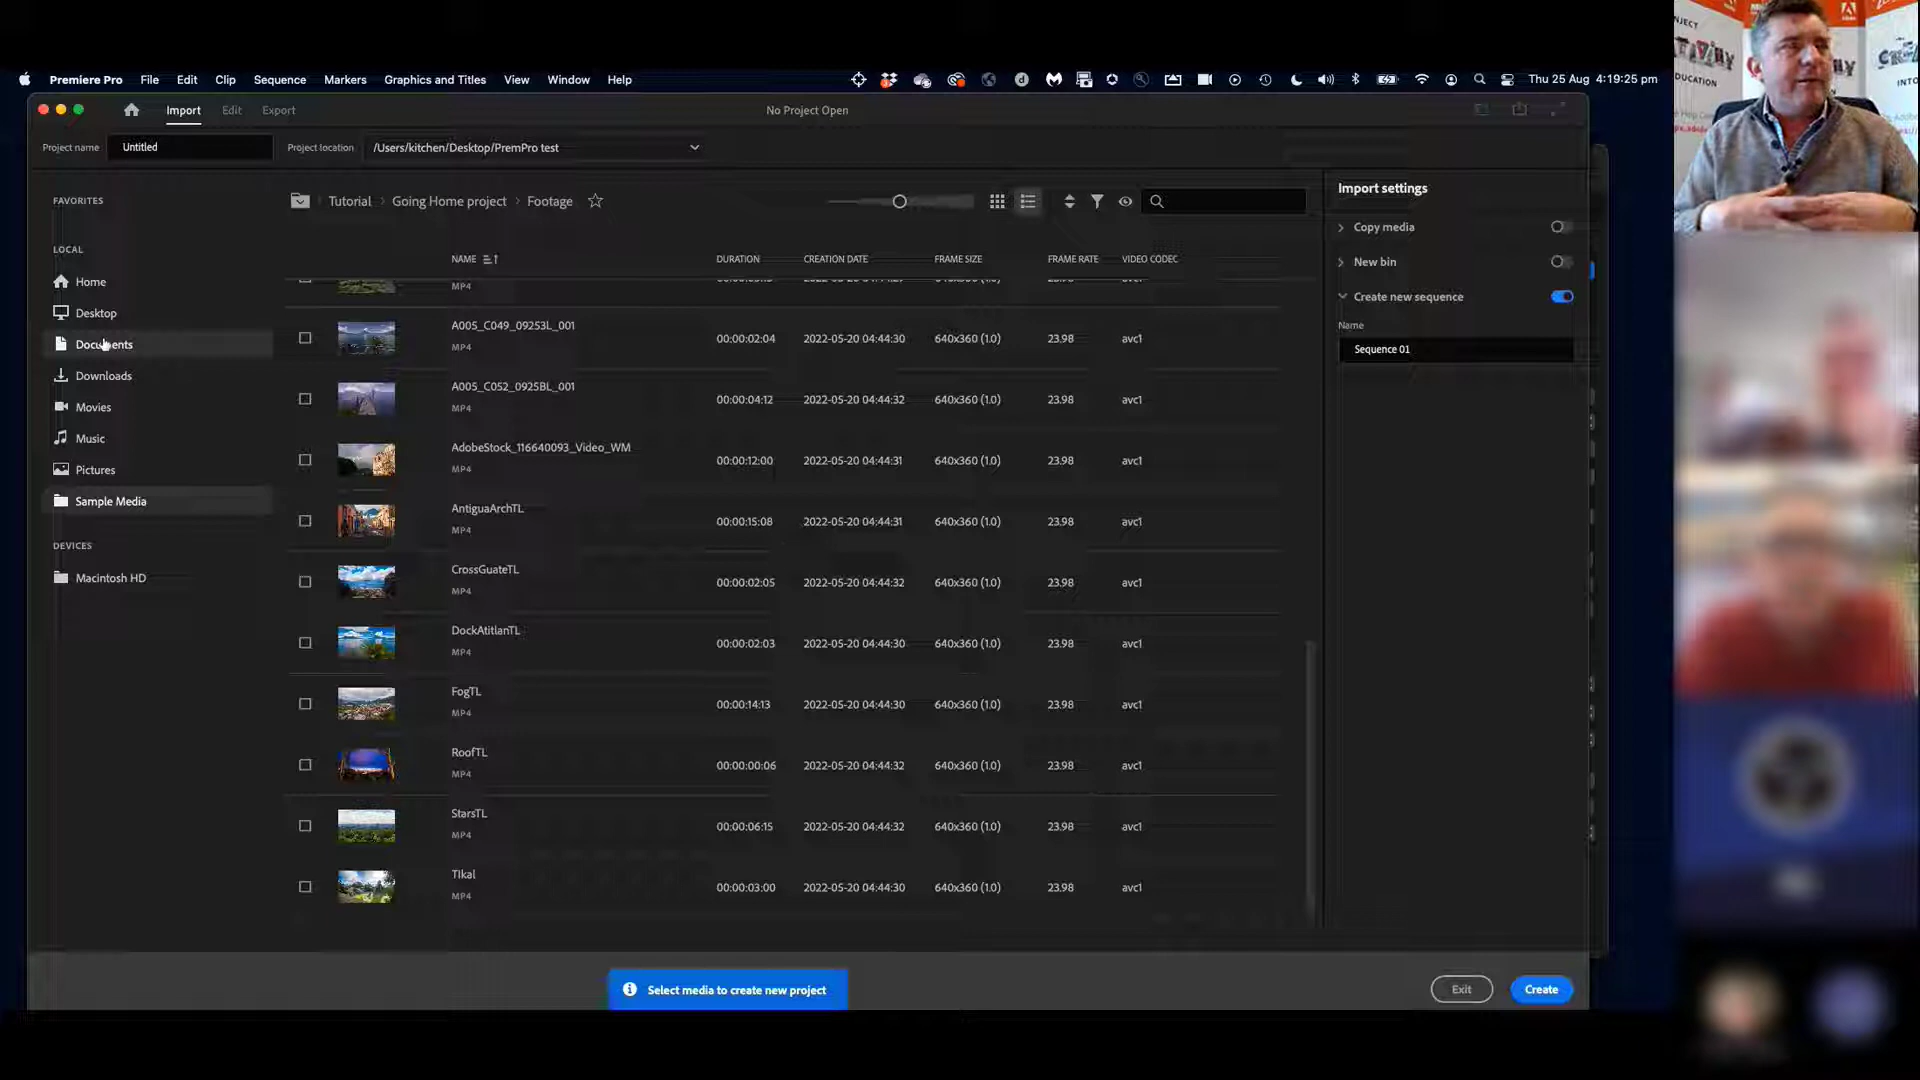 Premiere Pro File Edit Clip Sequence Markers Graphics and Titles View Window Help Thu 25 Aug 4:19:25 pm
Import Edit Export No Project Open
Project name Untitled Project location /Users/kitchen/Desktop/PremPro test
FAVORITES
LOCAL
Home
Desktop
Documents
Downloads
Movies
Music
Pictures
Sample Media
DEVICES
Macintosh HD
Tutorial Going Home project Footage
NAME DURATION CREATION DATE FRAME SIZE FRAME RATE VIDEO CODEC
MP4
A005_C049_09253L_001
MP4
00:00:02:04 2022-05-20 04:44:30 640x360 (1.0) 23.98 avc1
A005_C052_0925BL_001
MP4
00:00:04:12 2022-05-20 04:44:32 640x360 (1.0) 23.98 avc1
AdobeStock_116640093_Video_WM
MP4
00:00:12:00 2022-05-20 04:44:31 640x360 (1.0) 23.98 avc1
AntiguaArchTL
MP4
00:00:15:08 2022-05-20 04:44:31 640x360 (1.0) 23.98 avc1
CrossGuateTL
MP4
00:00:02:05 2022-05-20 04:44:32 640x360 (1.0) 23.98 avc1
DockAtitlanTL
MP4
00:00:02:03 2022-05-20 04:44:30 640x360 (1.0) 23.98 avc1
FogTL
MP4
00:00:14:13 2022-05-20 04:44:30 640x360 (1.0) 23.98 avc1
RoofTL
MP4
00:00:00:06 2022-05-20 04:44:32 640x360 (1.0) 23.98 avc1
StarsTL
MP4
00:00:06:15 2022-05-20 04:44:32 640x360 (1.0) 23.98 avc1
TIkal
MP4
00:00:03:00 2022-05-20 04:44:30 640x360 (1.0) 23.98 avc1
Import settings
Copy media
New bin
Create new sequence
Name
Sequence 01
Select media to create new project
Exit Create
DUCATION
INTO